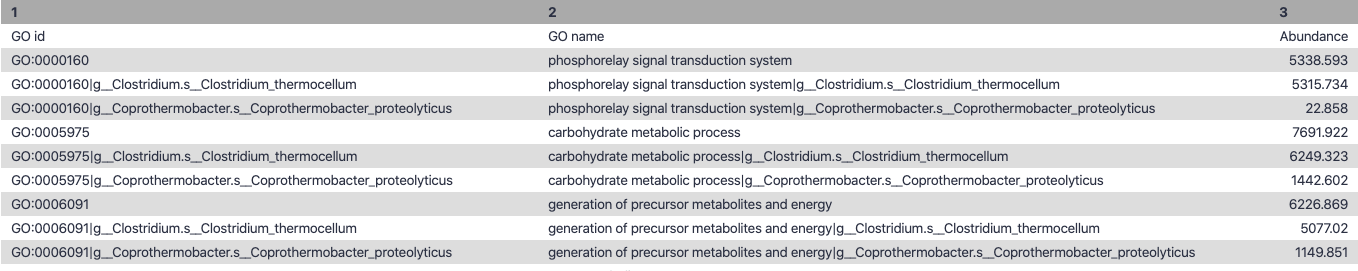 1 2 3
GO id GO name Abundance
GO:0000160 phosphorelay signal transduction system 5338.593
GO:0000160|g__Clostridium.s__Clostridium_thermocellum phosphorelay signal transduction system|g__Clostridium.s__Clostridium_thermocellum 5315.734
GO:0000160|g__Coprothermobacter.s__Coprothermobacter_proteolyticus phosphorelay signal transduction system|g__Coprothermobacter.s__Coprothermobacter_proteolyticus 22.858
GO:0005975 carbohydrate metabolic process 7691.922
GO:0005975|g__Clostridium.s__Clostridium_thermocellum carbohydrate metabolic process|g__Clostridium.s__Clostridium_thermocellum 6249.323
GO:0005975|g__Coprothermobacter.s__Coprothermobacter_proteolyticus carbohydrate metabolic process|g__Coprothermobacter.s__Coprothermobacter_proteolyticus 1442.602
GO:0006091 generation of precursor metabolites and energy 6226.869
GO:0006091|g__Clostridium.s__Clostridium_thermocellum generation of precursor metabolites and energy|g__Clostridium.s__Clostridium_thermocellum 5077.02
GO:0006091|g__Coprothermobacter.s__Coprothermobacter_proteolyticus generation of precursor metabolites and energy|g__Coprothermobacter.s__Coprothermobacter_proteolyticus 1149.851